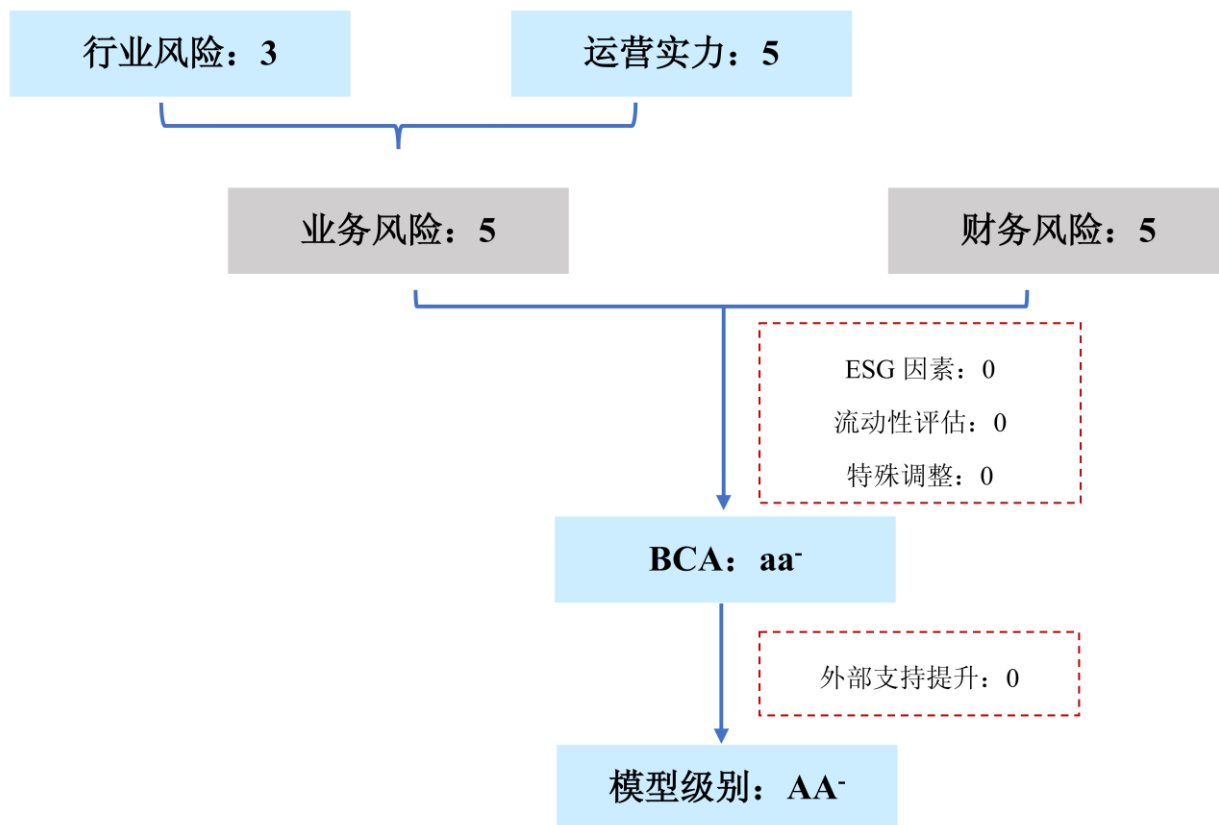 行业风险：3
运营实力：5
业务风险：5
财务风险：5
ESG 因素：0
流动性评估：0
特殊调整：0
BCA：aa⁻
外部支持提升：0
模型级别：AA⁻